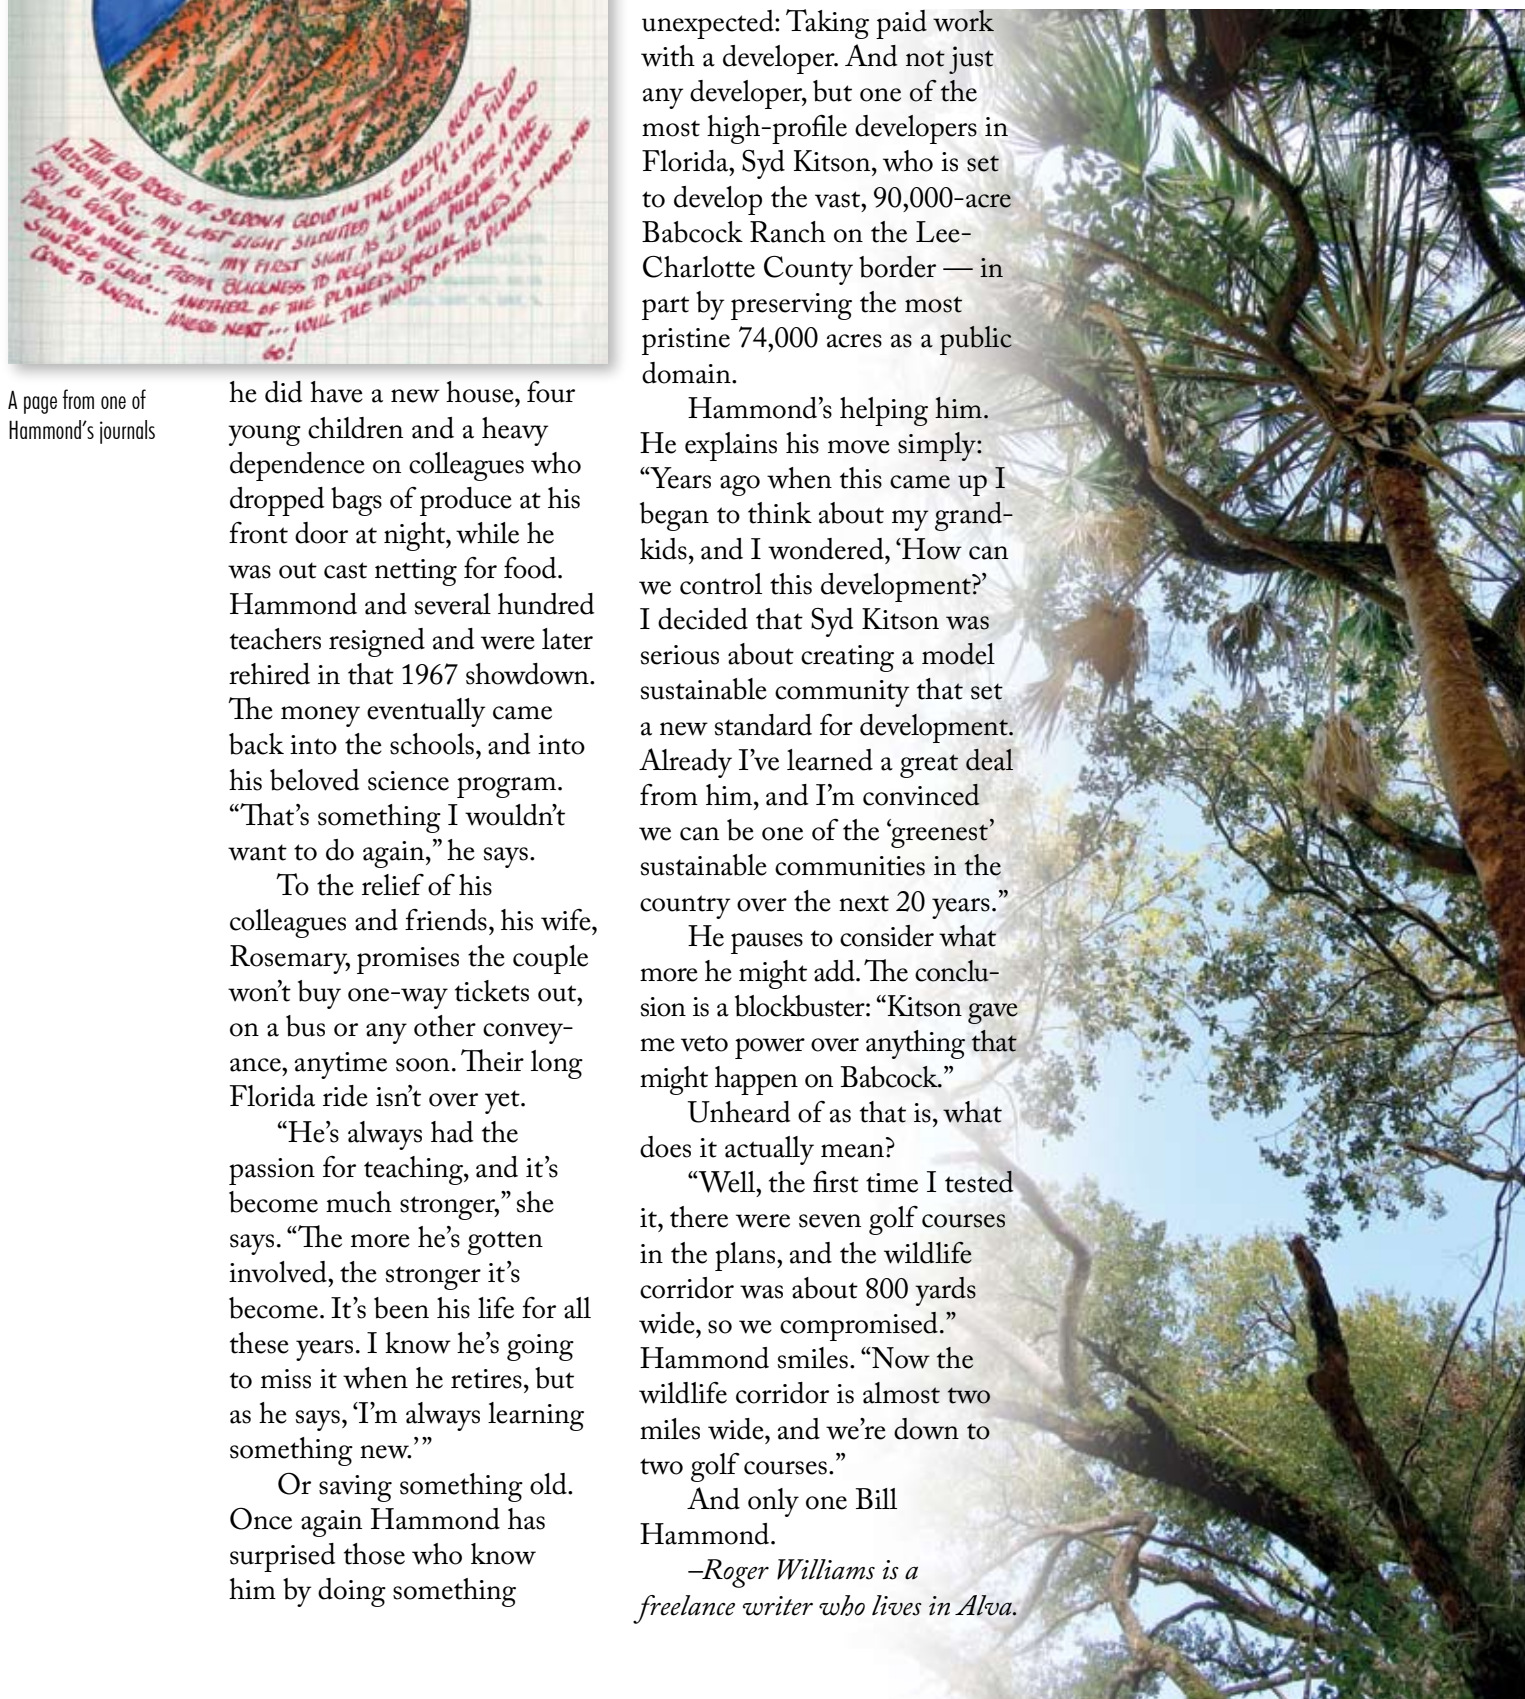 THE RED ROCKS OF SEDONA GLOW IN THE CRISP, CLEAR
ARIZONA AIR... MY LAST SIGHT AGAINST A STAR FILLED
SKY AS EVENING FELL... MY FIRST SIGHT AS I EMERGED FOR A COLD
PRE-DAWN WALK... FROM BLACKNESS TO DEEP RED AND PURPLE IN THE
SUNRISE GLOW... ANOTHER OF THE PLANETS SPECIAL PLACES I HAVE
COME TO KNOW... WHERE NEXT... WILL THE WINDS OF THE PLANET HAVE ME
GO!
A page from one of
Hammond's journals
he did have a new house, four
young children and a heavy
dependence on colleagues who
dropped bags of produce at his
front door at night, while he
was out cast netting for food.
Hammond and several hundred
teachers resigned and were later
rehired in that 1967 showdown.
The money eventually came
back into the schools, and into
his beloved science program.
“That’s something I wouldn’t
want to do again,” he says.
To the relief of his
colleagues and friends, his wife,
Rosemary, promises the couple
won’t buy one-way tickets out,
on a bus or any other convey-
ance, anytime soon. Their long
Florida ride isn’t over yet.
“He’s always had the
passion for teaching, and it’s
become much stronger,” she
says. “The more he’s gotten
involved, the stronger it’s
become. It’s been his life for all
these years. I know he’s going
to miss it when he retires, but
as he says, ‘I’m always learning
something new.’”
Or saving something old.
Once again Hammond has
surprised those who know
him by doing something
unexpected: Taking paid work
with a developer. And not just
any developer, but one of the
most high-profile developers in
Florida, Syd Kitson, who is set
to develop the vast, 90,000-acre
Babcock Ranch on the Lee-
Charlotte County border — in
part by preserving the most
pristine 74,000 acres as a public
domain.
Hammond’s helping him.
He explains his move simply:
“Years ago when this came up I
began to think about my grand-
kids, and I wondered, ‘How can
we control this development?’
I decided that Syd Kitson was
serious about creating a model
sustainable community that set
a new standard for development.
Already I’ve learned a great deal
from him, and I’m convinced
we can be one of the ‘greenest’
sustainable communities in the
country over the next 20 years.”
He pauses to consider what
more he might add. The conclu-
sion is a blockbuster: “Kitson gave
me veto power over anything that
might happen on Babcock.”
Unheard of as that is, what
does it actually mean?
“Well, the first time I tested
it, there were seven golf courses
in the plans, and the wildlife
corridor was about 800 yards
wide, so we compromised.”
Hammond smiles. “Now the
wildlife corridor is almost two
miles wide, and we’re down to
two golf courses.”
And only one Bill
Hammond.
–Roger Williams is a
freelance writer who lives in Alva.